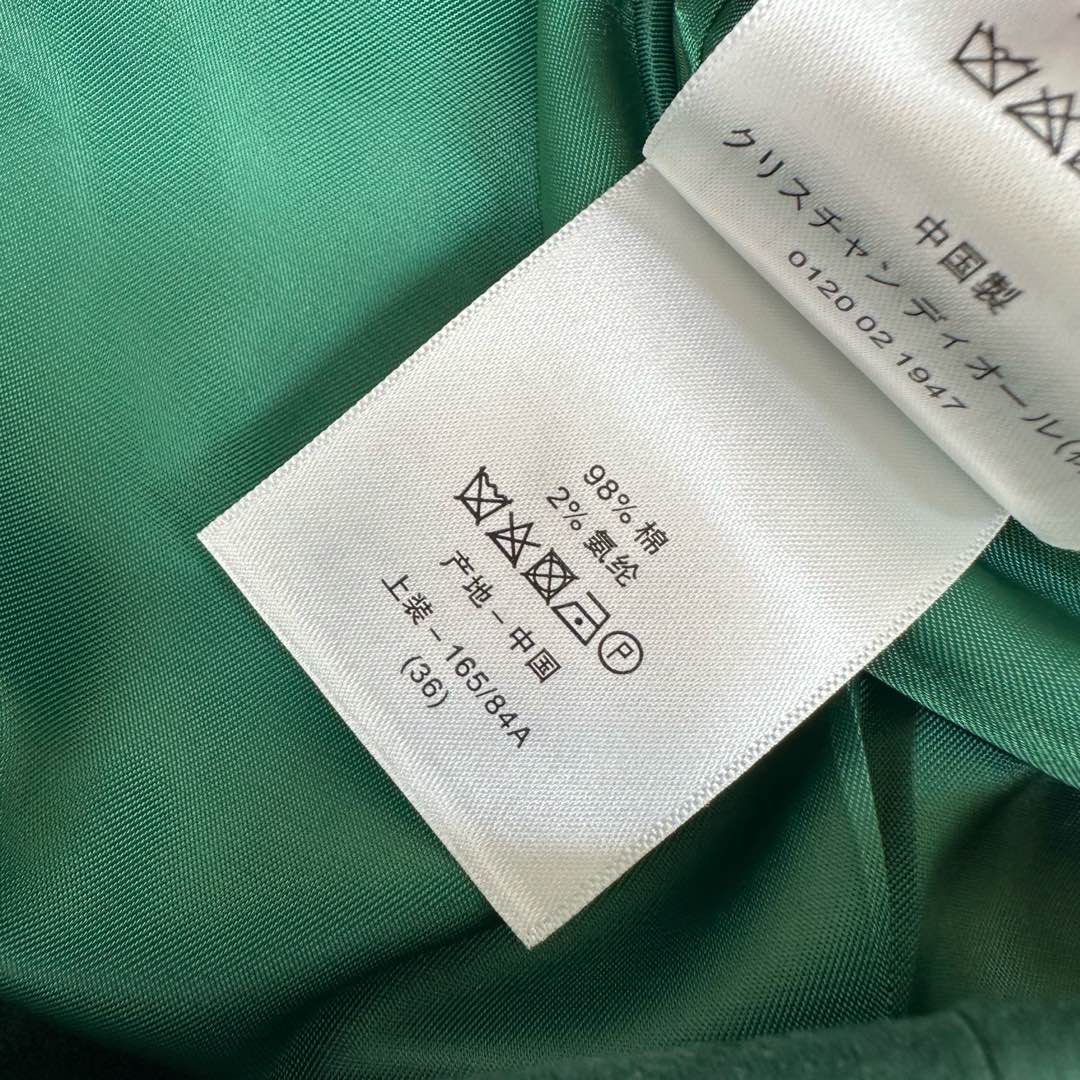 中国製
クリスチャン ディオール(
0120 02 1947
98% 棉
2% 氨纶
P
产地 – 中国
上装 – 165/84A
(36)